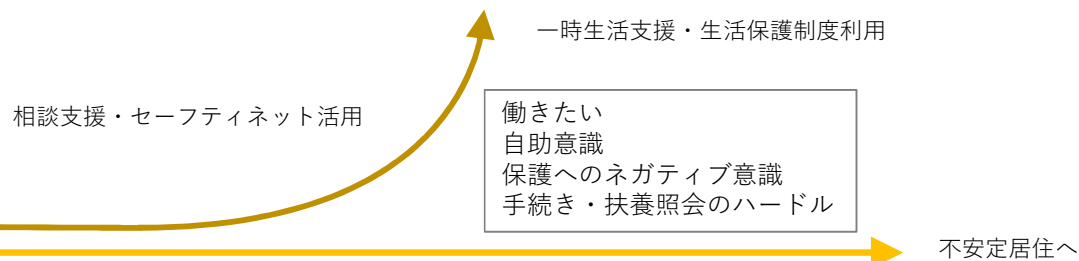 一時生活支援・生活保護制度利用
相談支援・セーフティネット活用
働きたい
自助意識
保護へのネガティブ意識
手続き・扶養照会のハードル
不安定居住へ